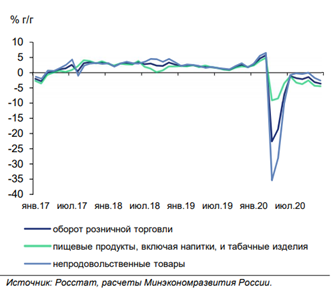 % г/г
10
5
0
-5
-10
-15
-20
-25
-30
-35
-40
янв.17
июл.17
янв.18
июл.18
янв.19
июл.19
янв.20
июл.20
оборот розничной торговли
пищевые продукты, включая напитки, и табачные изделия
непродовольственные товары
Источники: Росстат, расчеты Минэкономразвития России.